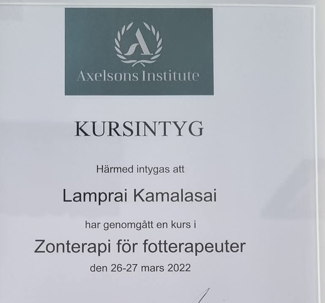 Axelsons Institute
KURSINTYG
Härmed intygas att
Lamprai Kamalasai
har genomgått en kurs i
Zonterapi för fotterapeuter
den 26-27 mars 2022